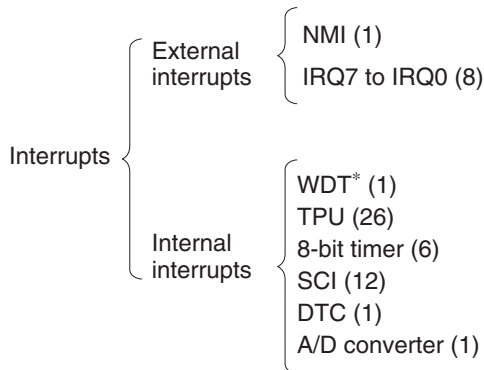 NMI (1)
External
interrupts
IRQ7 to IRQ0 (8)
Interrupts
WDT* (1)
TPU (26)
8-bit timer (6)
Internal
interrupts
SCI (12)
DTC (1)
A/D converter (1)